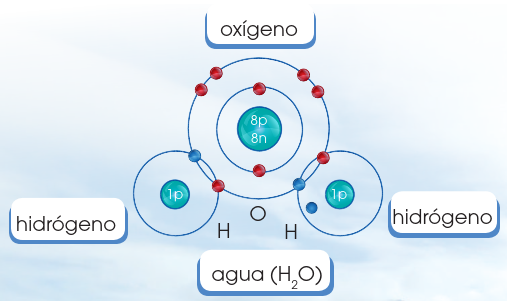 oxígeno
8p
8n
1p
1p
hidrógeno
hidrógeno
O
H
H
agua (H₂O)